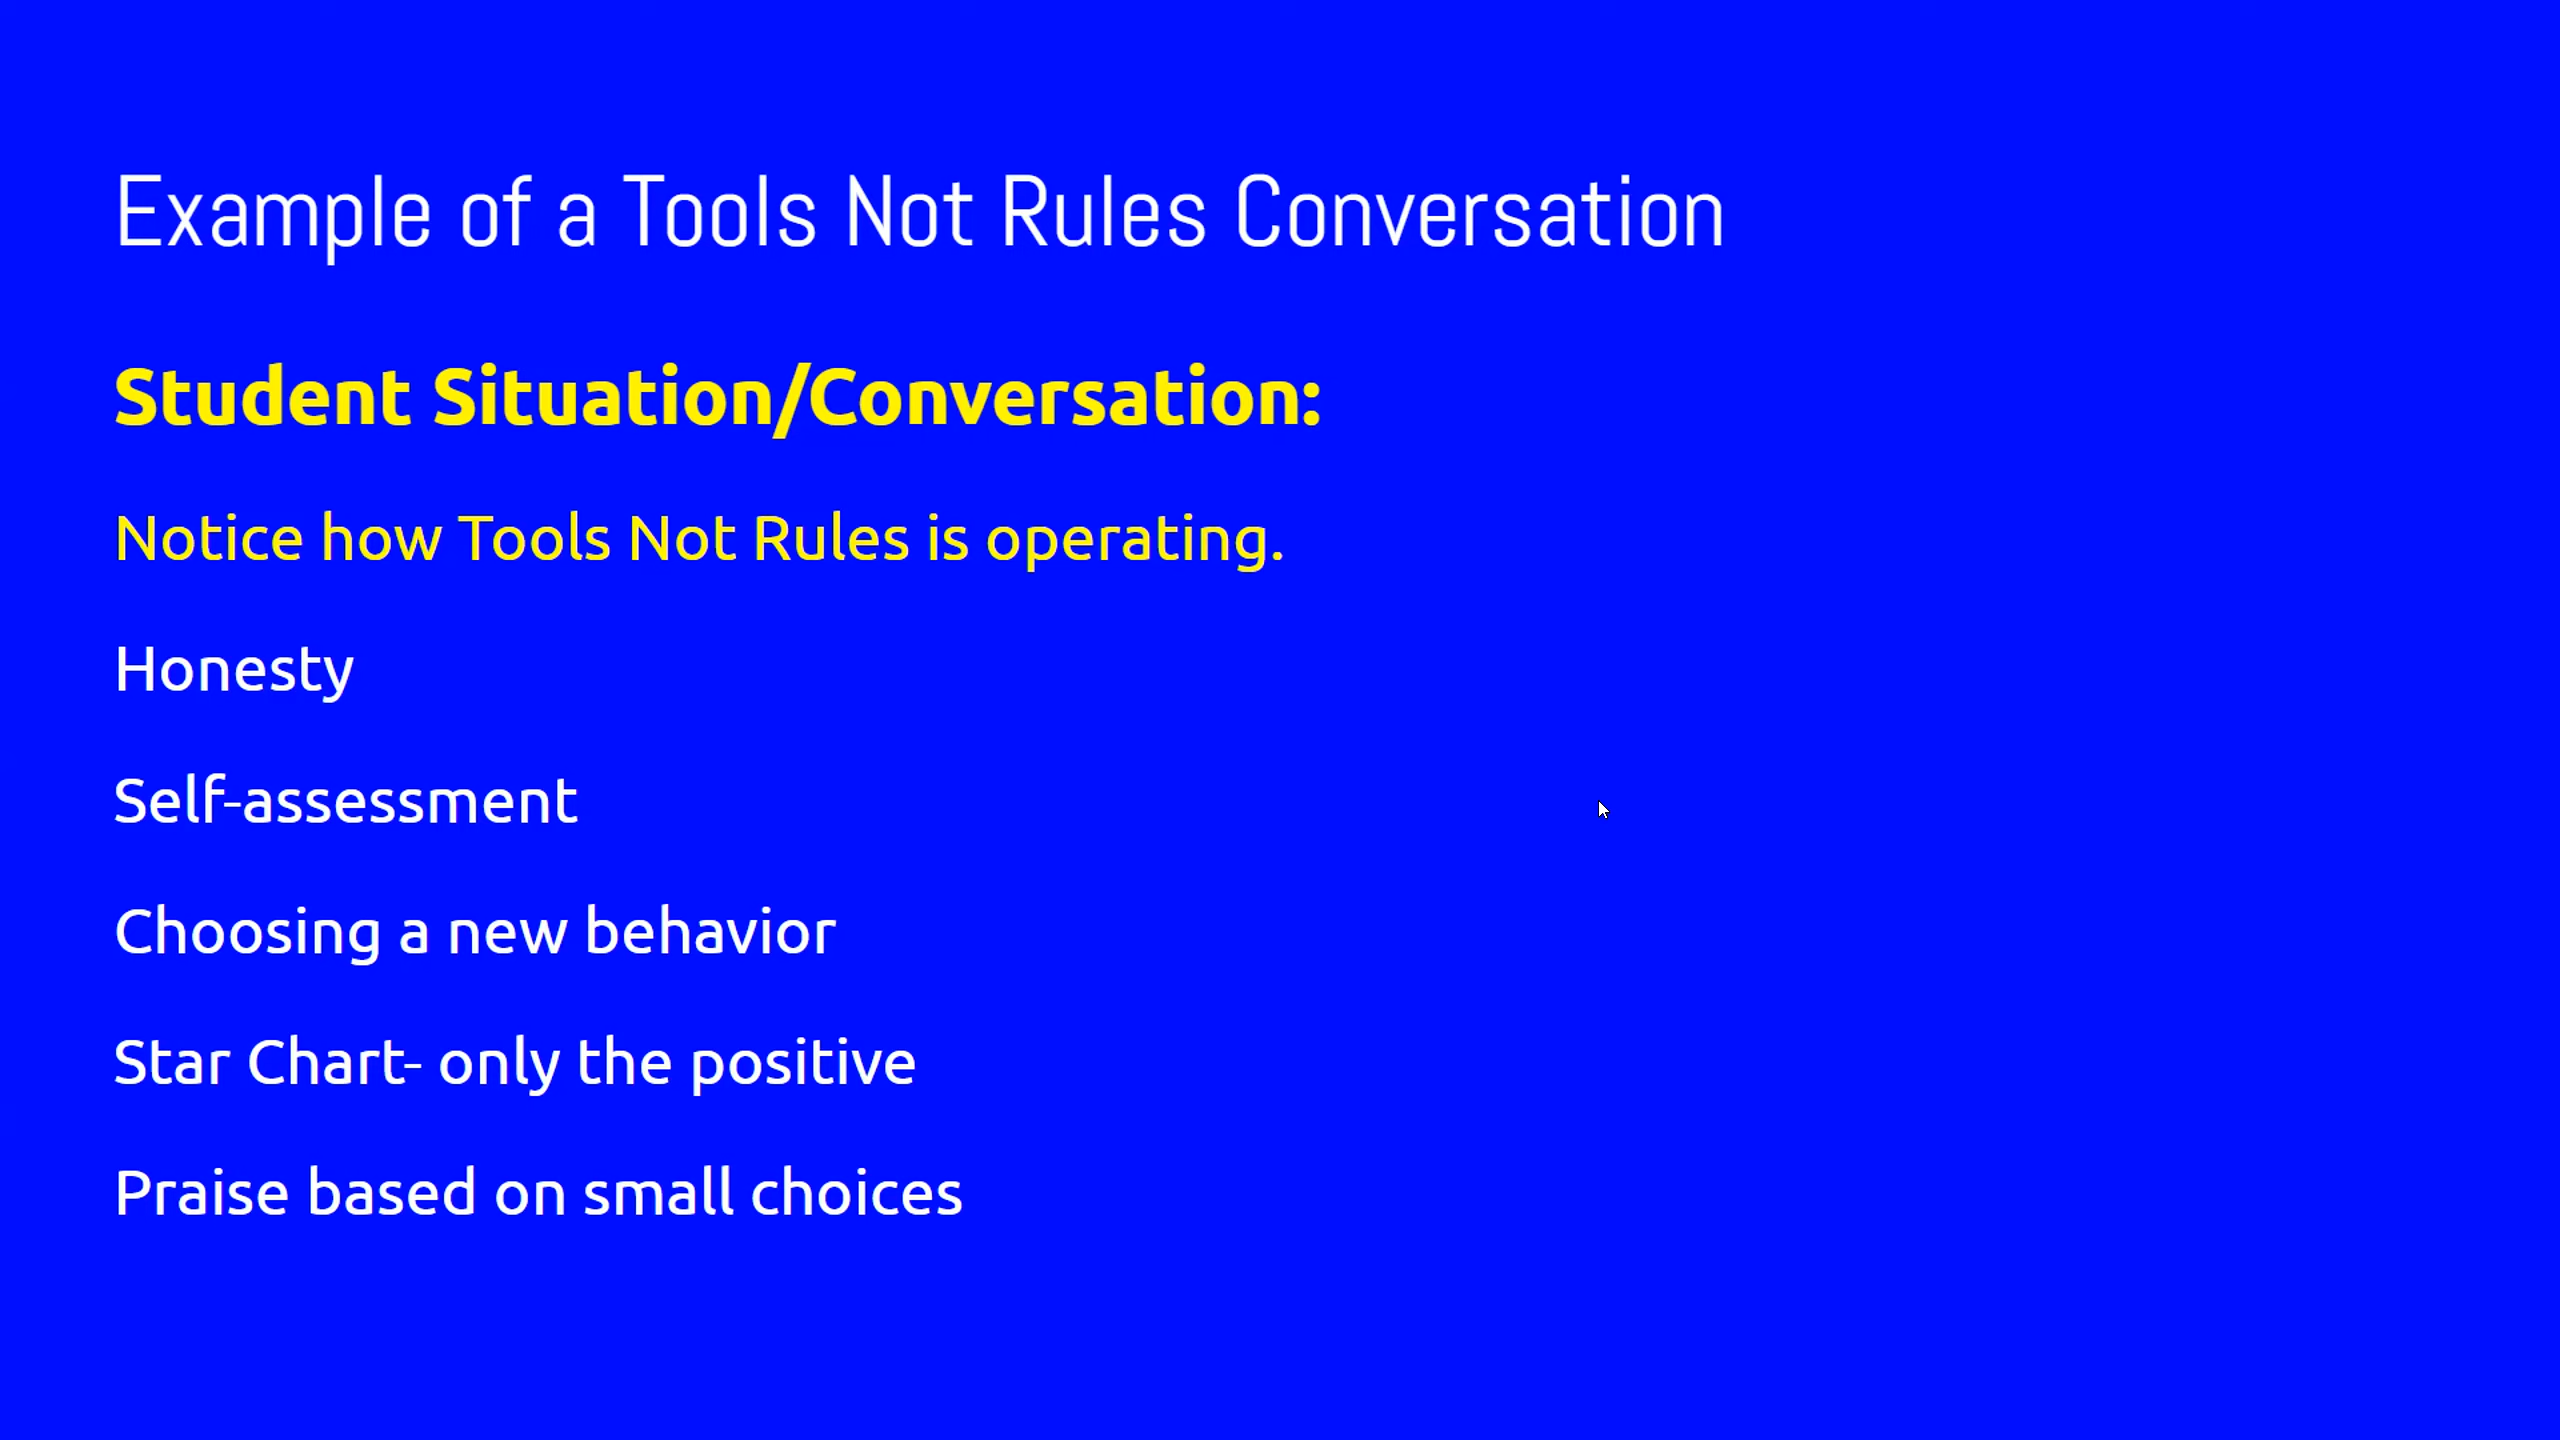 Example of a Tools Not Rules Conversation
Student Situation/Conversation:
Notice how Tools Not Rules is operating.
Honesty
Self-assessment
Choosing a new behavior
Star Chart- only the positive
Praise based on small choices